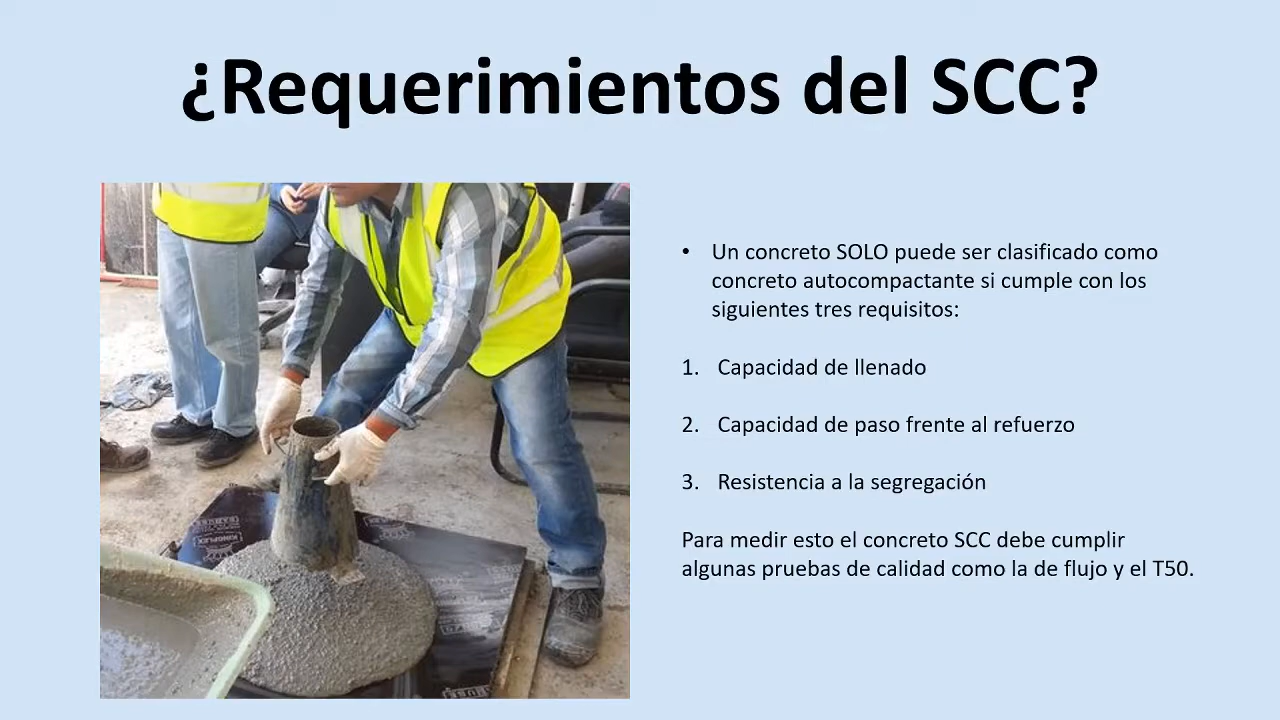 ¿Requerimientos del SCC?
• Un concreto SOLO puede ser clasificado como
concreto autocompactante si cumple con los
siguientes tres requisitos:
1. Capacidad de llenado
2. Capacidad de paso frente al refuerzo
3. Resistencia a la segregación
Para medir esto el concreto SCC debe cumplir
algunas pruebas de calidad como la de flujo y el T50.
KINGPLEX